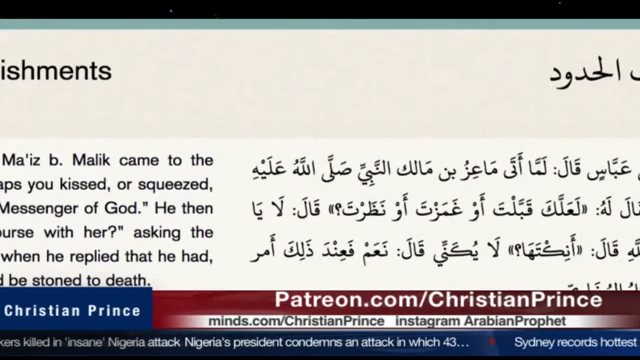 ishments
الحدود
Ma'iz b. Malik came to the
aps you kissed, or squeezed,
Messenger of God." He then
urse with her?" asking the
when he replied that he had,
d be stoned to death.
عَبَّاسٍ قَالَ: لَمَّا أَتَى مَاعِزُ بن مَالك النَّبِيَّ صَلَّى اللَّهُ عَلَيْهِ
قَالَ لَهُ: «لَعَلَّكَ قَبَّلْتَ أَوْ غَمَزْتَ أَوْ نَظَرْتَ؟» قَالَ: لَا يَا
قَالَ: «أَنِكْتَهَا؟» لَا يُكَنِّي قَالَ: نَعَمْ فَعِنْدَ ذَلِكَ أَمر
Christian Prince
Patreon.com/ChristianPrince
minds.com/ChristianPrince instagram ArabianProphet
kers killed in 'insane' Nigeria attack Nigeria's president condemns an attack in which 43… Sydney records hottest